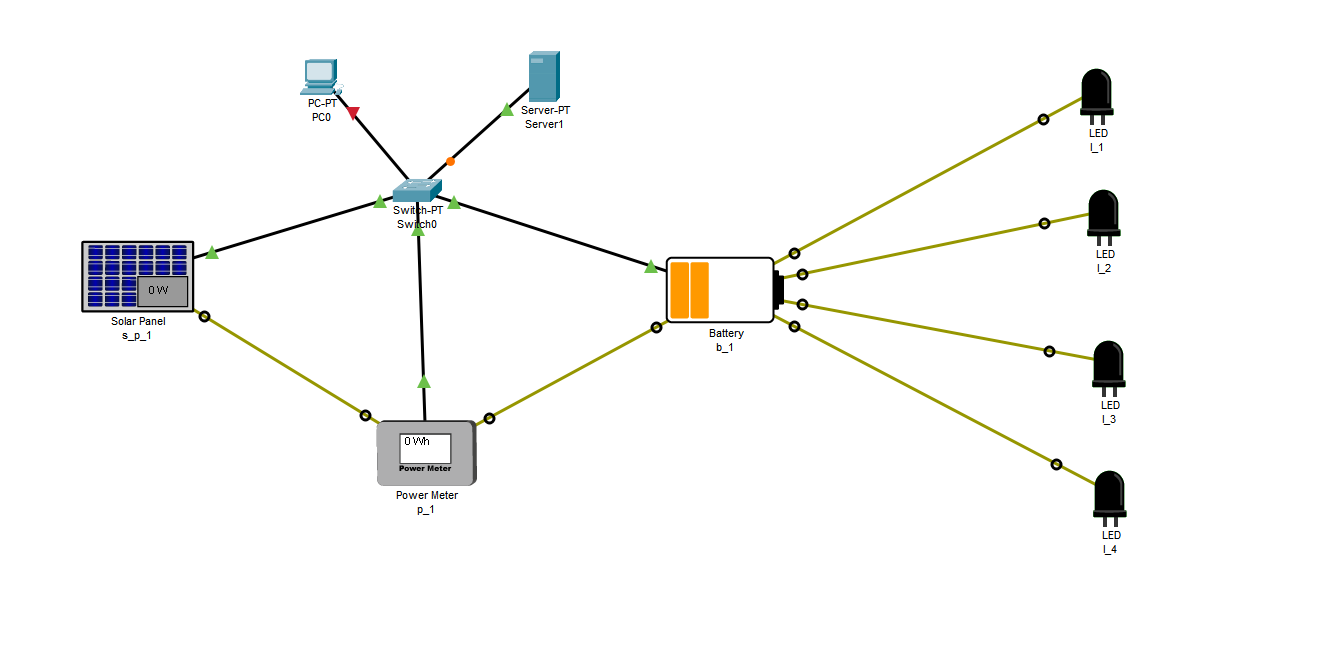 PC-PT
PC0
Server-PT
Server1
Switch-PT
Switch0
0 W
Solar Panel
s_p_1
0 Wh
Power Meter
Power Meter
p_1
Battery
b_1
LED
l_1
LED
l_2
LED
l_3
LED
l_4